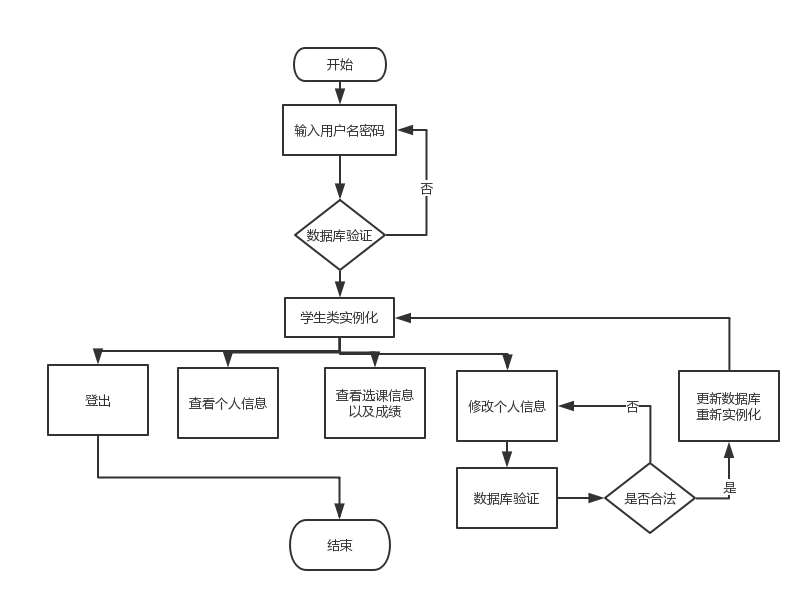 开始
输入用户名密码
否
数据库验证
学生类实例化
登出
查看个人信息
查看选课信息
以及成绩
修改个人信息
否
更新数据库
重新实例化
数据库验证
是否合法
是
结束